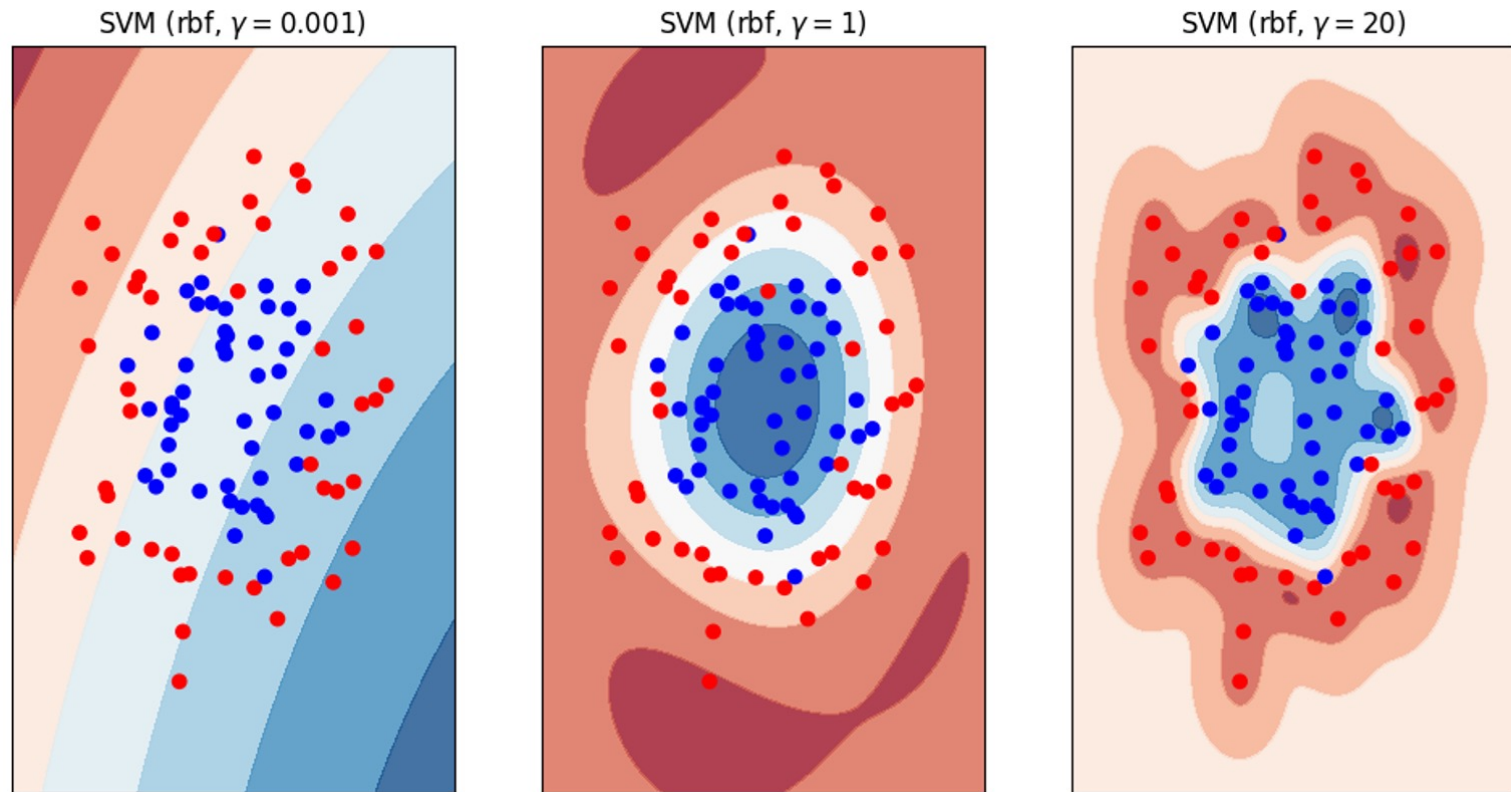 SVM (rbf, γ = 0.001)
SVM (rbf, γ = 1)
SVM (rbf, γ = 20)